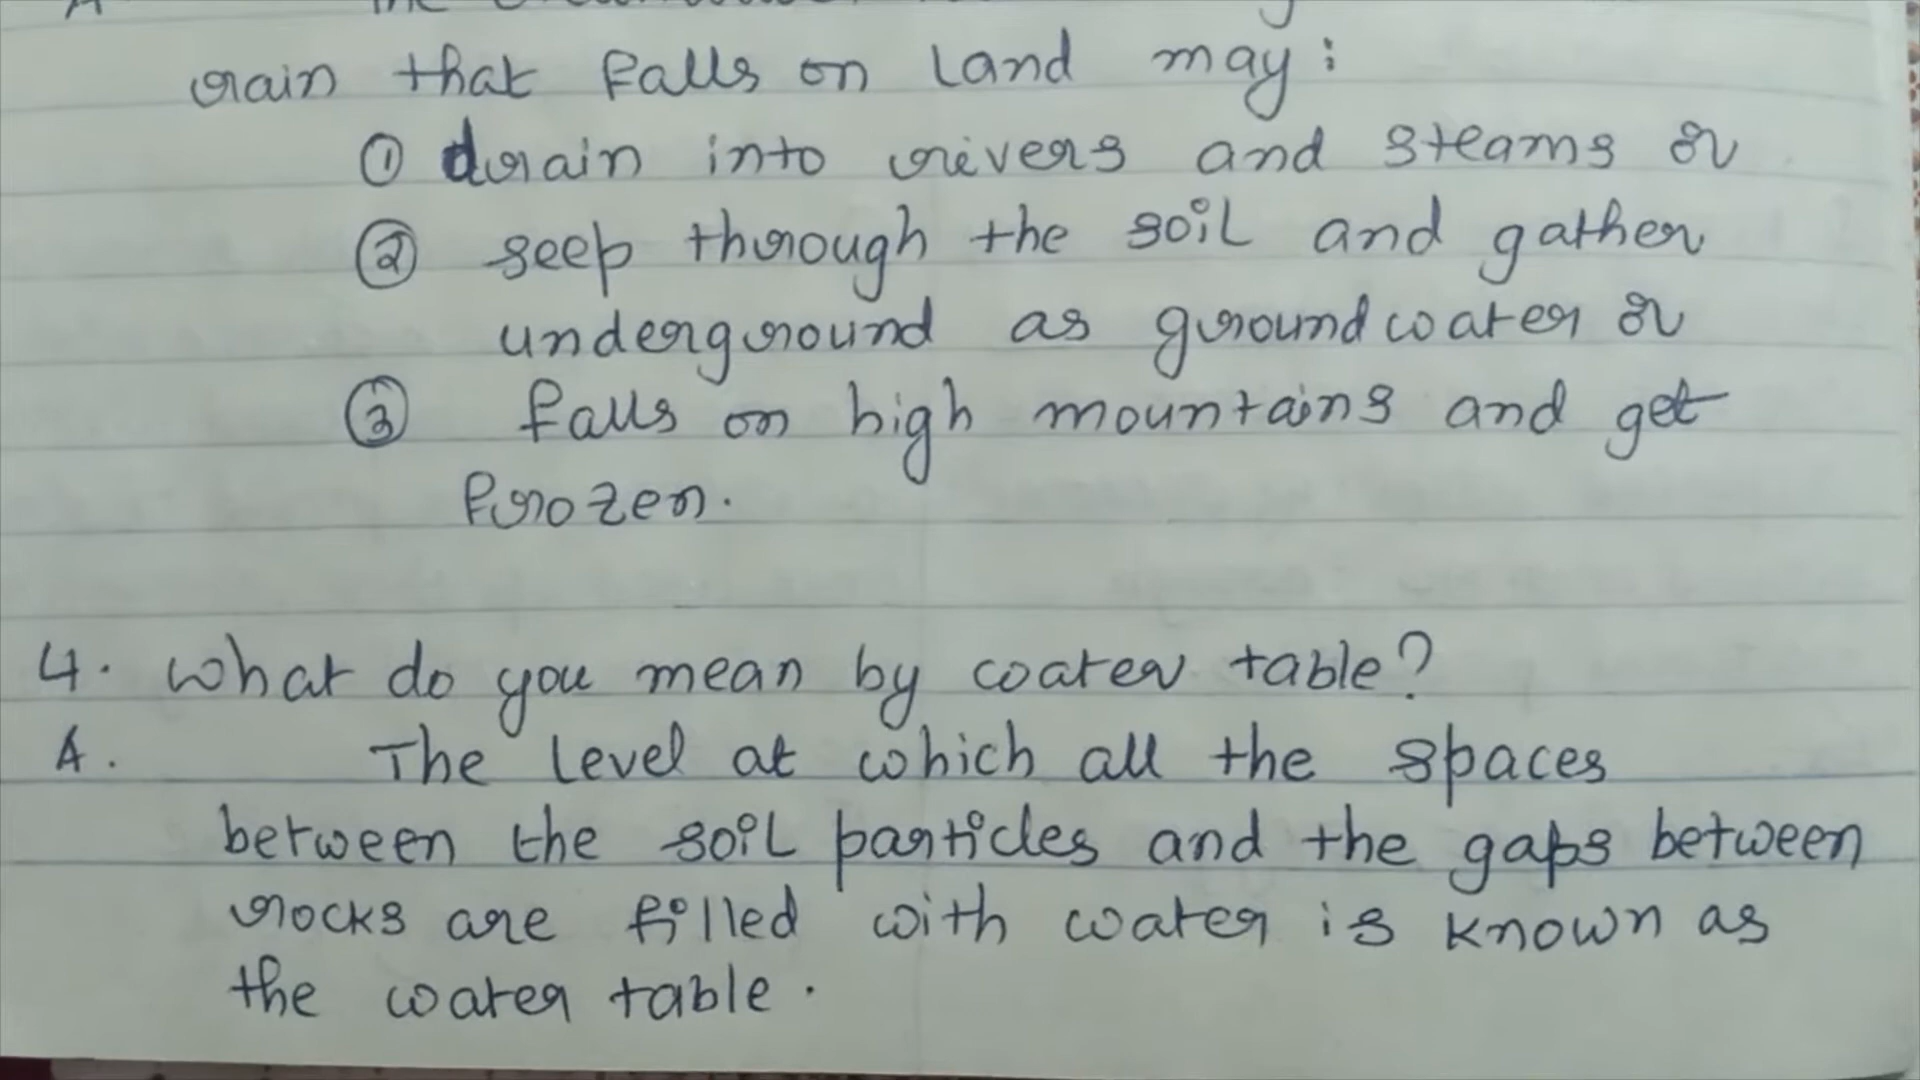 rain that falls on land may:
① drain into rivers and steams or
② seep through the soil and gather
underground as groundwater or
③ falls on high mountains and get
frozen.
4. What do you mean by water table?
A. The level at which all the spaces
between the soil particles and the gaps between
rocks are filled with water is known as
the water table.